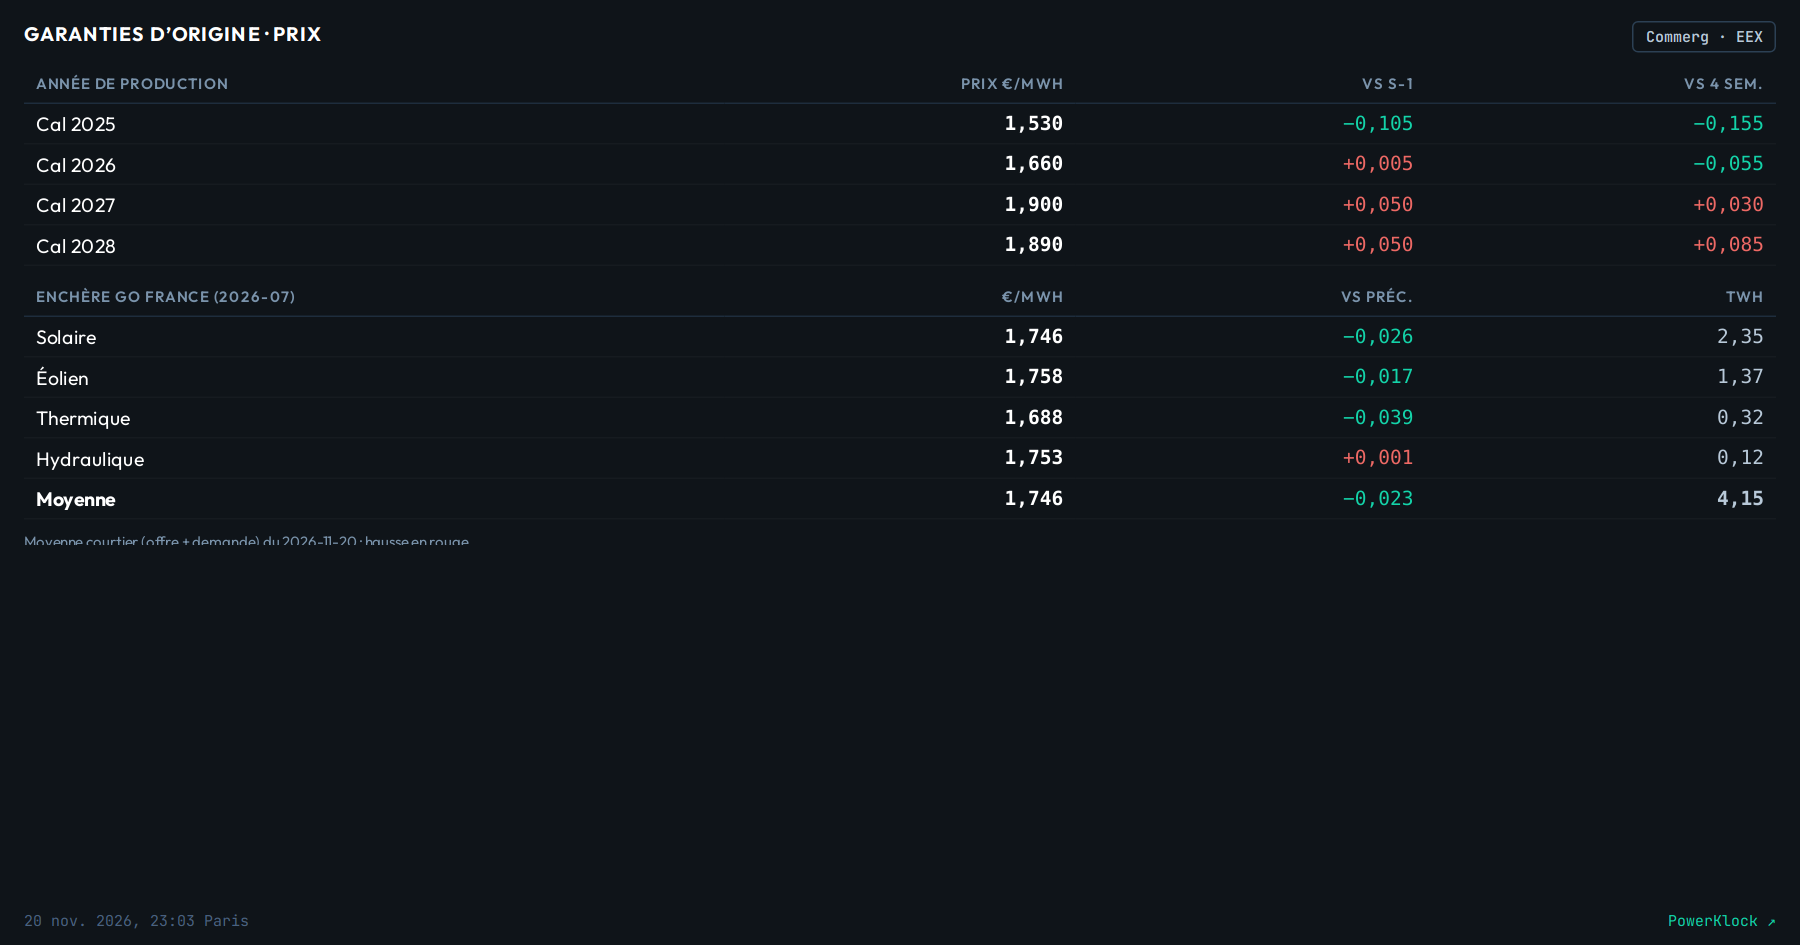 GARANTIES D’ORIGINE · PRIX
Commerg · EEX
ANNÉE DE PRODUCTION PRIX €/MWH VS S-1 VS 4 SEM.
Cal 2025 1,530 −0,105 −0,155
Cal 2026 1,660 +0,005 −0,055
Cal 2027 1,900 +0,050 +0,030
Cal 2028 1,890 +0,050 +0,085
ENCHÈRE GO FRANCE (2026-07) €/MWH VS PRÉC. TWH
Solaire 1,746 −0,026 2,35
Éolien 1,758 −0,017 1,37
Thermique 1,688 −0,039 0,32
Hydraulique 1,753 +0,001 0,12
Moyenne 1,746 −0,023 4,15
Moyenne courtier (offre + demande) du 2026-11-20 · hausse en rouge
20 nov. 2026, 23:03 Paris
PowerKlock ↗